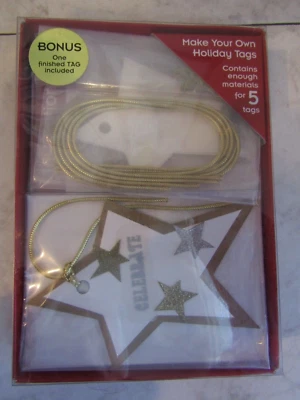 BONUS
One
finished TAG
included
Make Your Own
Holiday Tags
Contains
enough
materials
for 5
tags
CELEBRATE